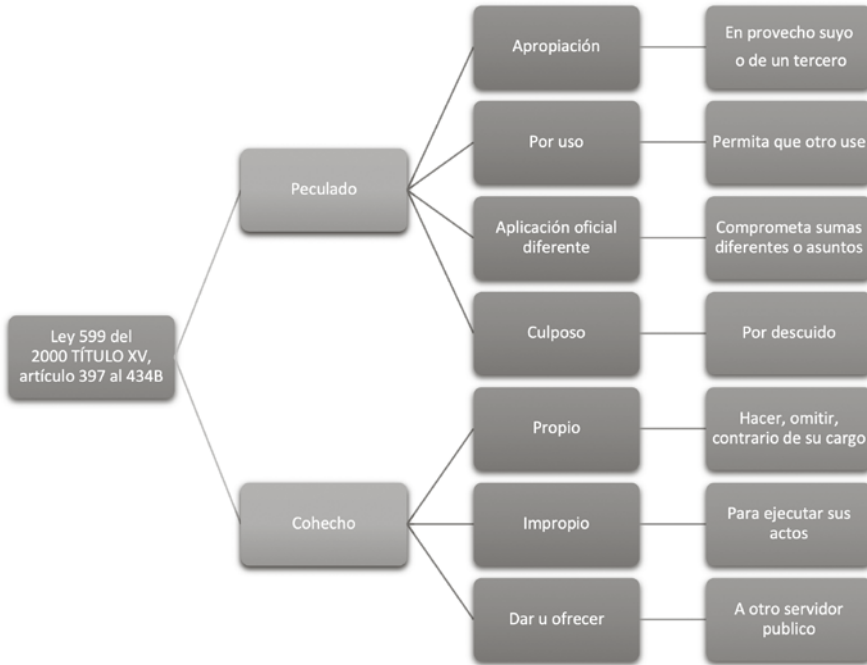 Ley 599 del
2000 TÍTULO XV,
artículo 397 al 434B
Peculado
Apropiación
En provecho suyo
o de un tercero
Por uso
Permita que otro use
Aplicación oficial
diferente
Comprometa sumas
diferentes o asuntos
Culposo
Por descuido
Cohecho
Propio
Hacer, omitir,
contrario de su cargo
Impropio
Para ejecutar sus
actos
Dar u ofrecer
A otro servidor
publico